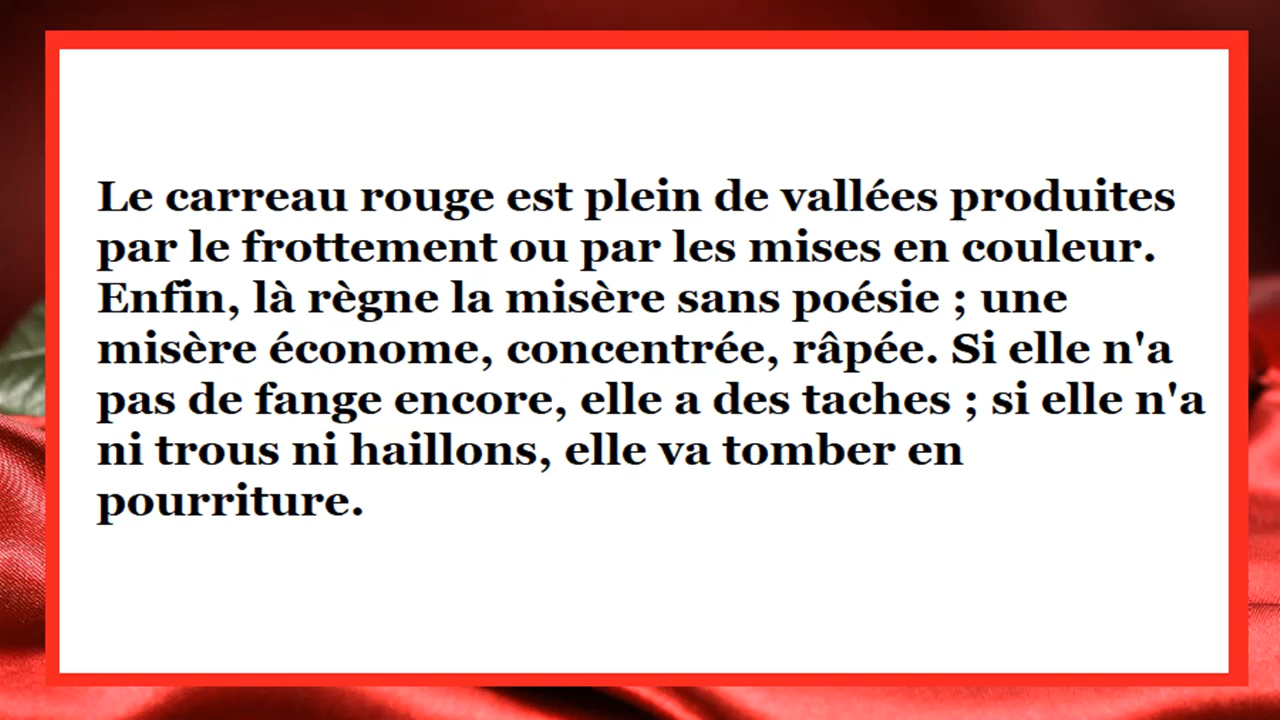 Le carreau rouge est plein de vallées produites
par le frottement ou par les mises en couleur.
Enfin, là règne la misère sans poésie ; une
misère économe, concentrée, râpée. Si elle n'a
pas de fange encore, elle a des taches ; si elle n'a
ni trous ni haillons, elle va tomber en
pourriture.